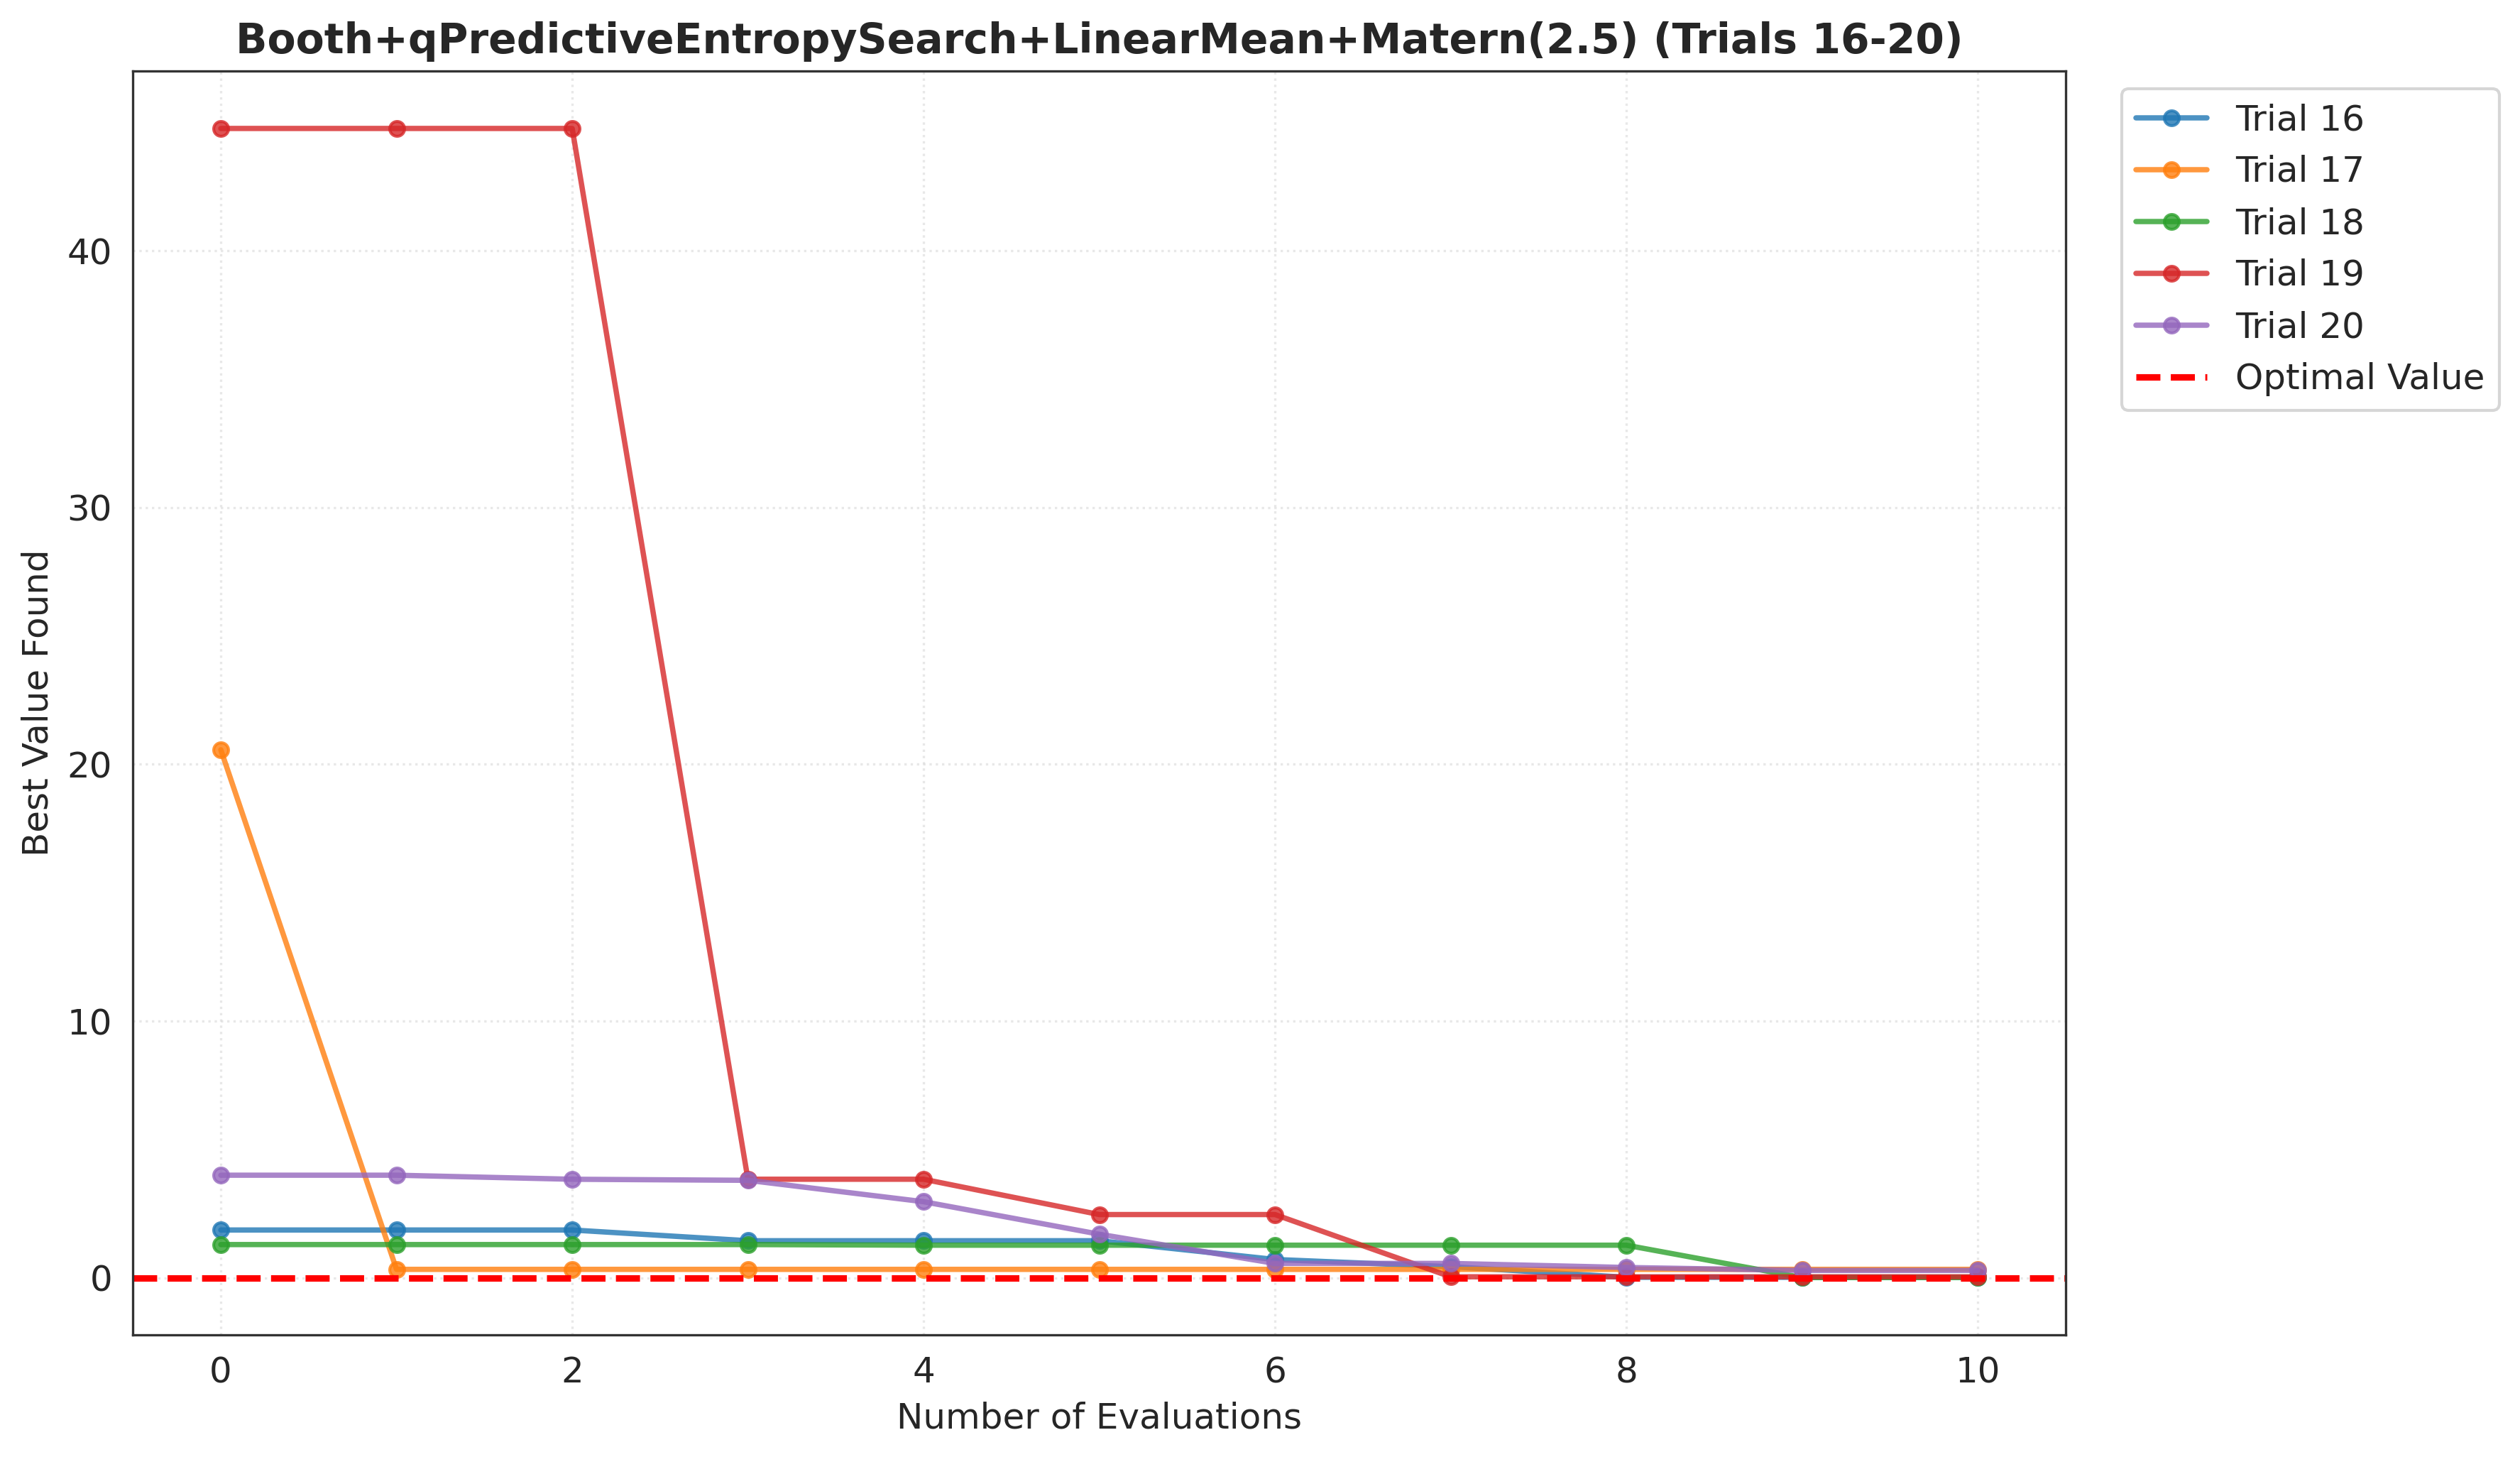 Booth+qPredictiveEntropySearch+LinearMean+Matern(2.5) (Trials 16-20)
Trial 16
Trial 17
Trial 18
Trial 19
Trial 20
Optimal Value
Best Value Found
40
30
20
10
0
0 2 4 6 8 10
Number of Evaluations